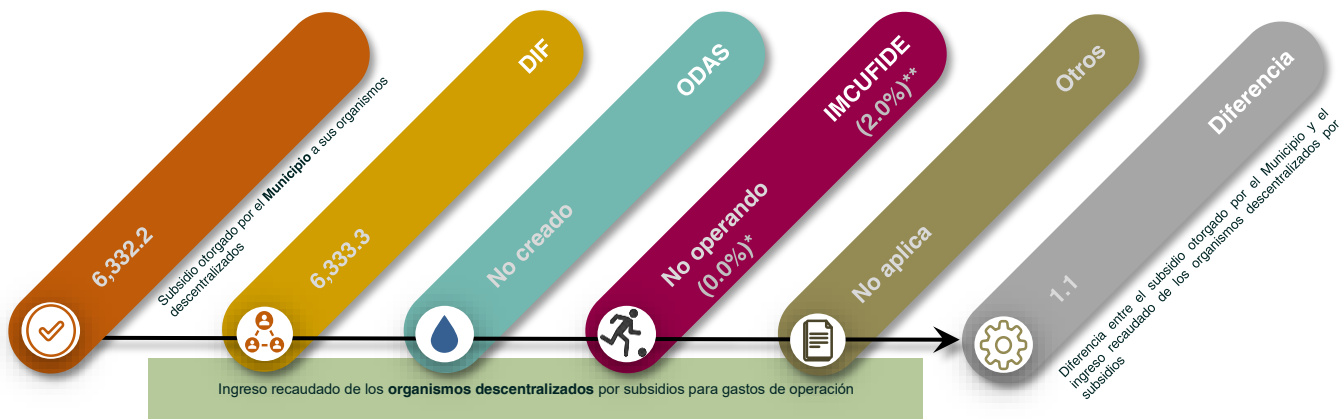 6,332.2
Subsidio otorgado por el Municipio a sus organismos
descentralizados
DIF
6,333.3
ODAS
No creado
IMCUFIDE
(2.0%)**
No operando
(0.0%)*
Otros
No aplica
Diferencia
1.1
Diferencia entre el subsidio otorgado por el Municipio y el
ingreso recaudado de los organismos descentralizados por
subsidios
Ingreso recaudado de los organismos descentralizados por subsidios para gastos de operación